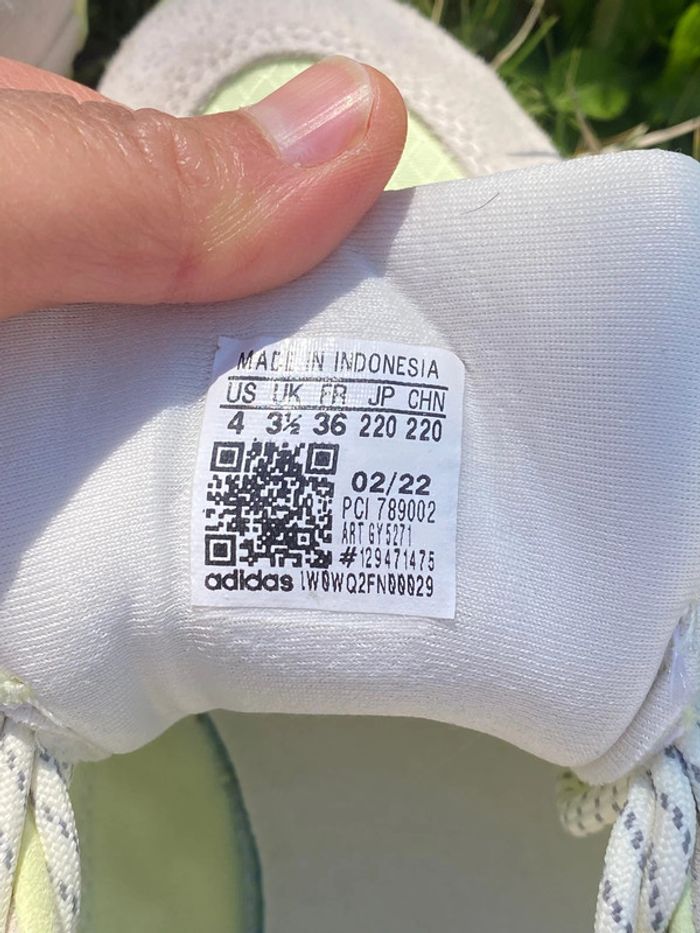 MADE IN INDONESIA
US UK FR JP CHN
4 3½ 36 220 220
02/22
PCI 789002
ART GY5271
#129471475
adidas 1W0WQ2FN00029